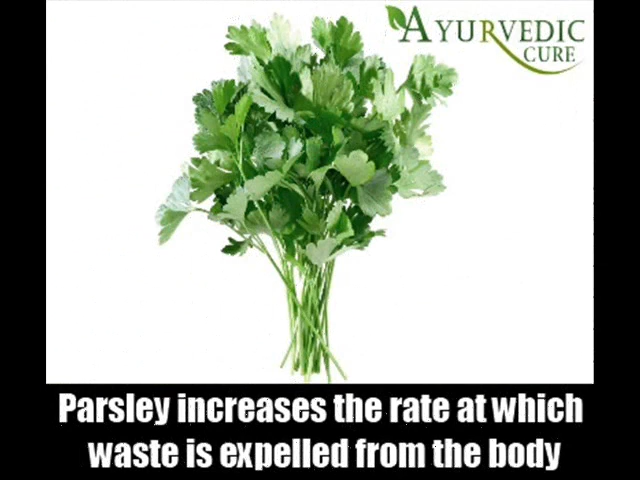 AYURVEDIC
CURE
Parsley increases the rate at which
waste is expelled from the body